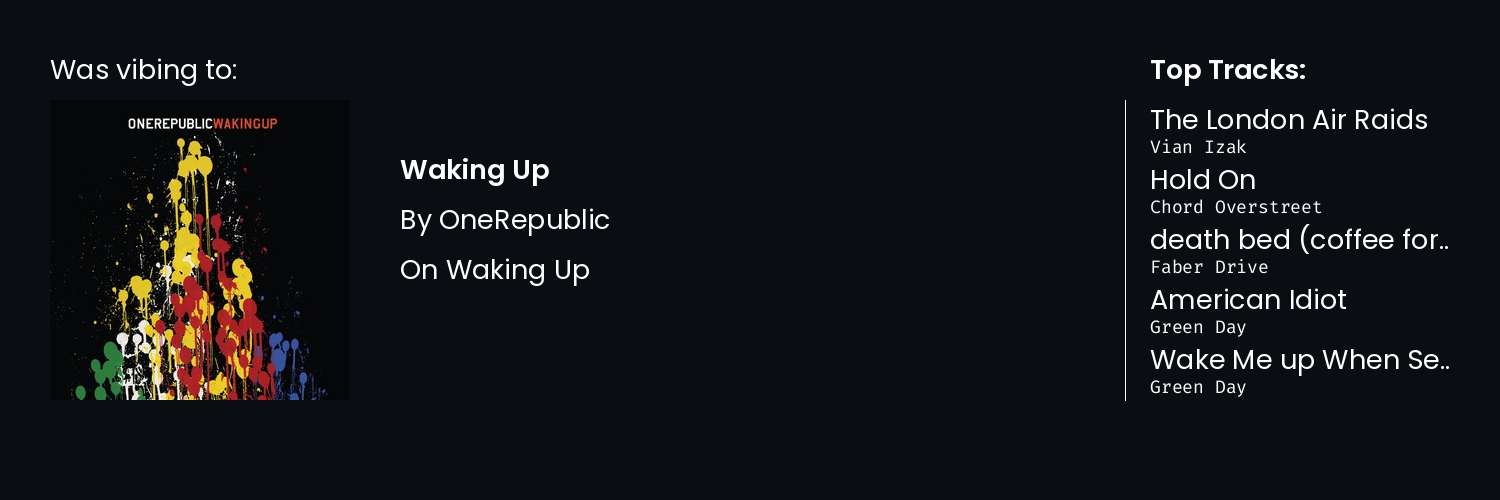 Was vibing to:
ONEREPUBLICWAKINGUP
Waking Up
By OneRepublic
On Waking Up
Top Tracks:
The London Air Raids
Vian Izak
Hold On
Chord Overstreet
death bed (coffee for..
Faber Drive
American Idiot
Green Day
Wake Me up When Se..
Green Day